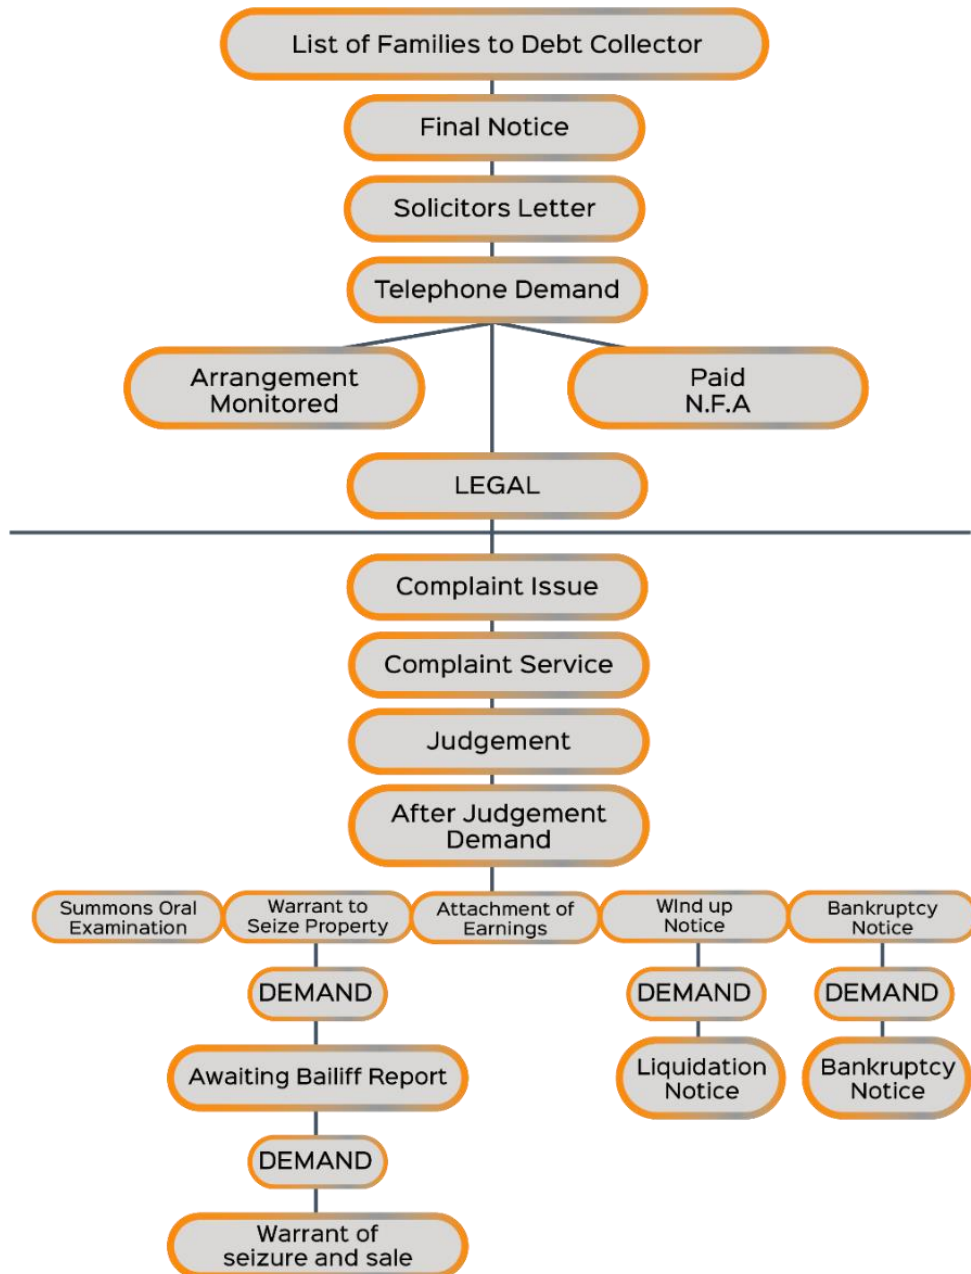 List of Families to Debt Collector
Final Notice
Solicitors Letter
Telephone Demand
Arrangement
Monitored
Paid
N.F.A
LEGAL
Complaint Issue
Complaint Service
Judgement
After Judgement
Demand
Summons Oral
Examination
Warrant to
Seize Property
Attachment of
Earnings
WInd up
Notice
Bankruptcy
Notice
DEMAND
DEMAND
DEMAND
Awaiting Bailiff Report
Liquidation
Notice
Bankruptcy
Notice
DEMAND
Warrant of
seizure and sale